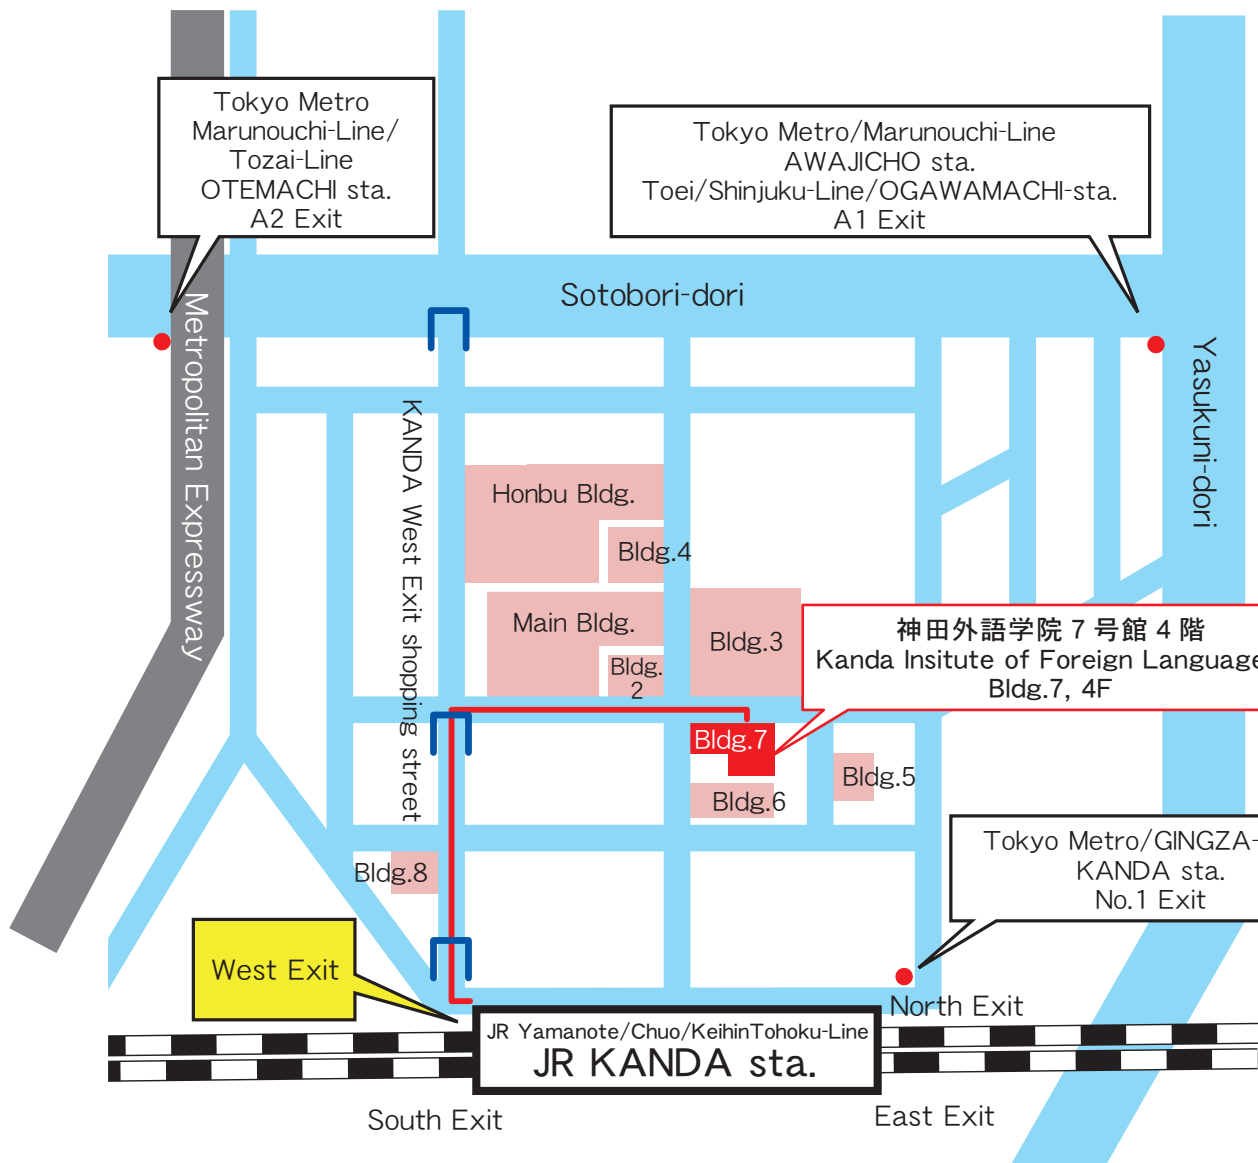 Tokyo Metro
Marunouchi-Line/
Tozai-Line
OTEMACHI sta.
A2 Exit
Tokyo Metro/Marunouchi-Line
AWAJICHO sta.
Toei/Shinjuku-Line/OGAWAMACHI-sta.
A1 Exit
Sotobori-dori
Metropolitan Expressway
Yasukuni-dori
KANDA West Exit shopping street
Honbu Bldg.
Bldg.4
Main Bldg.
Bldg.3
Bldg.
2
神田外語学院 7 号館 4 階
Kanda Insitute of Foreign Language
Bldg.7, 4F
Bldg.7
Bldg.5
Bldg.6
Bldg.8
Tokyo Metro/GINGZA-
KANDA sta.
No.1 Exit
West Exit
North Exit
JR Yamanote/Chuo/KeihinTohoku-Line
JR KANDA sta.
South Exit
East Exit